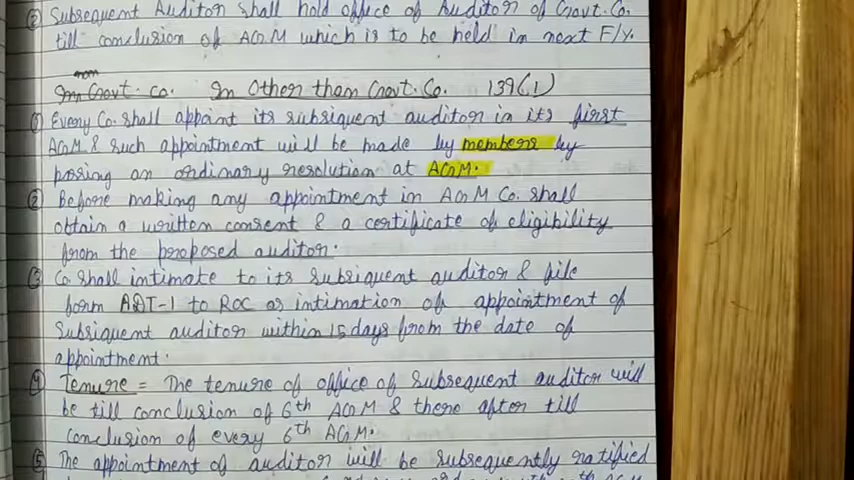 ② Subsequent Auditor shall hold office of Auditor of Govt. Co.
till conclusion of AGM which is to be held in next F/Y.
non
In Govt. co. In Other than Govt. Co. 139(1)
① Every Co. shall appoint its subsiquent auditor in its first
AGM & such appointment will be made by members by
passing an ordinary resolution at AGM.
② Before making any appointment in AGM Co. shall
obtain a written consent & a certificate of eligibility
from the proposed auditor.
③ Co shall intimate to its subsiquent auditor & file
form ADT-1 to ROC as intimation of appointment of
Subsiquent auditor within 15 days from the date of
appointment.
④ Tenure = The tenure of office of subsequent auditor will
be till conclusion of 6th AGM & there after till
conclusion of every 6th AGM.
⑤ The appointment of auditor will be subsequently ratified